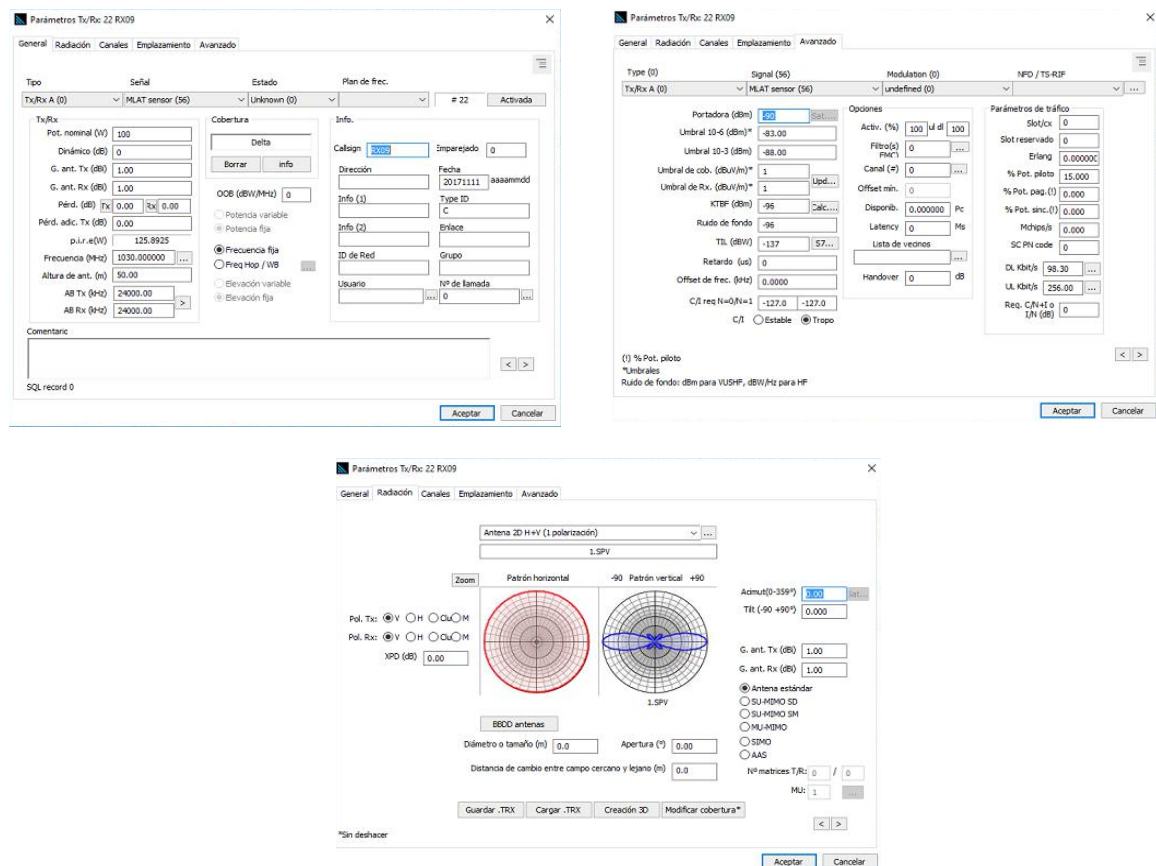 Parámetros Tx/Rx: 22 RX09
General Radiación Canales Emplazamiento Avanzado
Tipo Señal Estado Plan de frec.
Tx/Rx A (0) MLAT sensor (56) Unknown (0) # 22 Activada
Tx/Rx Cobertura Info.
Pot. nominal (W) 100
Delta
Dinámico (dB) 0
Callsign RX09 Emparejado 0
G. ant. Tx (dBi) 1.00
Borrar info
Dirección Fecha
20171111 aaaammdd
G. ant. Rx (dBi) 1.00
OOB (dBW/MHz) 0
Info (1) Type ID
C
Pérd. (dB) Tx 0.00 Rx 0.00
Potencia variable
Pérd. adic. Tx (dB) 0.00
Potencia fija
Info (2) Enlace
p.i.r.e(W) 125.8925
Frecuencia fija
Frecuencia (MHz) 1030.000000 ...
Freq Hop / WB ....
ID de Red Grupo
Altura de ant. (m) 50.00
Elevación variable
AB Tx (kHz) 24000.00 >
Elevación fija
Usuario ... Nº de llamada
0 ...
AB Rx (kHz) 24000.00
Comentaric
< >
SQL record 0
Aceptar Cancelar
Parámetros Tx/Rx: 22 RX09
General Radiación Canales Emplazamiento Avanzado
Type (0) Signal (56) Modulation (0) NFD / TS-RIF
Tx/Rx A (0) MLAT sensor (56) undefined (0) ...
Portadora (dBm) -90 Sat....
Umbral 10-6 (dBm)* -83.00
Umbral 10-3 (dBm) -88.00
Umbral de cob. (dBuV/m)* 1
Umbral de Rx. (dBuV/m)* 1 Upd...
KTBF (dBm) -96 Calc....
Ruido de fondo -96
TIL (dBW) -137 S7...
Retardo (us) 0
Offset de frec. (kHz) 0.0000
C/I req N=0/N=1 -127.0 -127.0
C/I Estable Tropo
Opciones
Activ. (%) 100 ul dl 100
Filtro(s) FMC) 0 ...
Canal (#) 0 ...
Offset mín. 0
Disponib. 0.000000 Pc
Latency 0 Ms
Lista de vecinos
...
Handover 0 dB
Parámetros de tráfico
Slot/cx 0
Slot reservado 0
Erlang 0.00000C
% Pot. piloto 15.000
% Pot. pag.(!) 0.000
% Pot. sinc.(!) 0.000
Mchips/s 0.000
SC PN code 0
DL Kbit/s 98.30 ...
UL Kbit/s 256.00 ...
Req. C/N+I o
I/N (dB) 0
< >
(!) % Pot. piloto
*Umbrales
Ruido de fondo: dBm para VUSHF, dBW/Hz para HF
Aceptar Cancelar
Parámetros Tx/Rx: 22 RX09
General Radiación Canales Emplazamiento Avanzado
Antena 2D H+V (1 polarización) ...
1.SPV
Zoom Patrón horizontal -90 Patrón vertical +90
Acimut(0-359º) 0.00 Sat...
Tilt (-90 +90º) 0.000
Pol. Tx: V H Clu M
Pol. Rx: V H Clu M
XPD (dB) 0.00
G. ant. Tx (dBi) 1.00
G. ant. Rx (dBi) 1.00
Antena estándar
SU-MIMO SD
1.SPV
SU-MIMO SM
BBDD antenas
MU-MIMO
SIMO
Diámetro o tamaño (m) 0.0 Apertura (º) 0.00
AAS
Distancia de cambio entre campo cercano y lejano (m) 0.0
Nº matrices T/R: 0 / 0
MU: 1 ...
Guardar .TRX Cargar .TRX Creación 3D Modificar cobertura*
< >
*Sin deshacer
Aceptar Cancelar